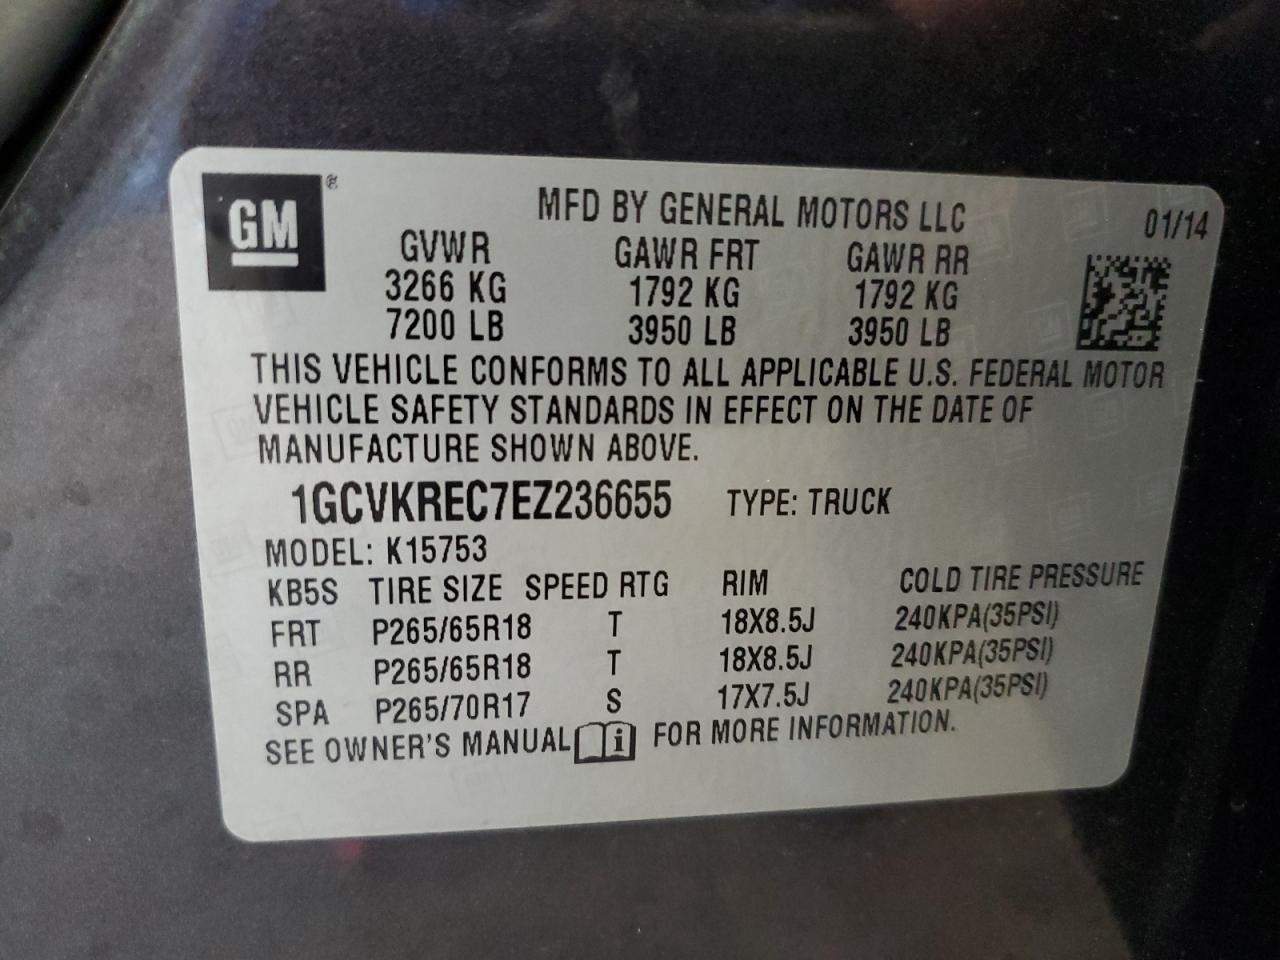 GM ®
MFD BY GENERAL MOTORS LLC 01/14
GVWR GAWR FRT GAWR RR
3266 KG 1792 KG 1792 KG
7200 LB 3950 LB 3950 LB
THIS VEHICLE CONFORMS TO ALL APPLICABLE U.S. FEDERAL MOTOR
VEHICLE SAFETY STANDARDS IN EFFECT ON THE DATE OF
MANUFACTURE SHOWN ABOVE.
1GCVKREC7EZ236655 TYPE: TRUCK
MODEL: K15753
KB5S TIRE SIZE SPEED RTG RIM COLD TIRE PRESSURE
FRT P265/65R18 T 18X8.5J 240KPA(35PSI)
RR P265/65R18 T 18X8.5J 240KPA(35PSI)
SPA P265/70R17 S 17X7.5J 240KPA(35PSI)
SEE OWNER'S MANUAL i FOR MORE INFORMATION.